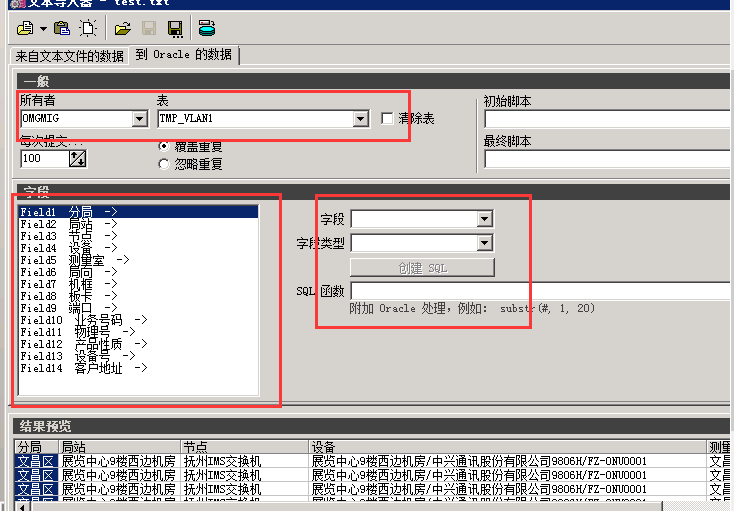 文本导入器 - test.txt
来自文本文件的数据 到 Oracle 的数据
一般
所有者 表 初始脚本
OMGMIG TMP_VLAN1 清除表
每次提交... 覆盖重复 最终脚本
100 忽略重复
字段
Field1 分局 ->
Field2 局站 ->
Field3 节点 ->
Field4 设备 ->
Field5 测量室 ->
Field6 局向 ->
Field7 机框 ->
Field8 板卡 ->
Field9 端口 ->
Field10 业务号码 ->
Field11 物理号 ->
Field12 产品性质 ->
Field13 设备号 ->
Field14 客户地址 ->
字段
字段类型
创建 SQL
SQL 函数
附加 Oracle 处理，例如: substr(#, 1, 20)
结果预览
分局 局站 节点 设备 测量
文昌区 展览中心9楼西边机房 抚州IMS交换机 展览中心9楼西边机房/中兴通讯股份有限公司9806H/FZ-ONU0001 文昌
文昌区 展览中心9楼西边机房 抚州IMS交换机 展览中心9楼西边机房/中兴通讯股份有限公司9806H/FZ-ONU0001 文昌
文昌区 展览中心9楼西边机房 抚州IMS交换机 展览中心9楼西边机房/中兴通讯股份有限公司9806H/FZ-ONU0001 文昌